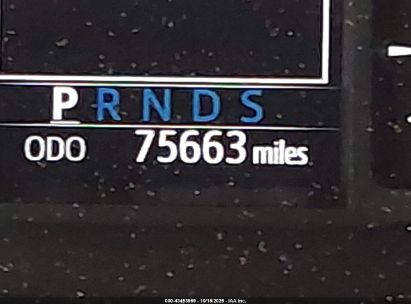 P R N D S
ODO 75663 miles